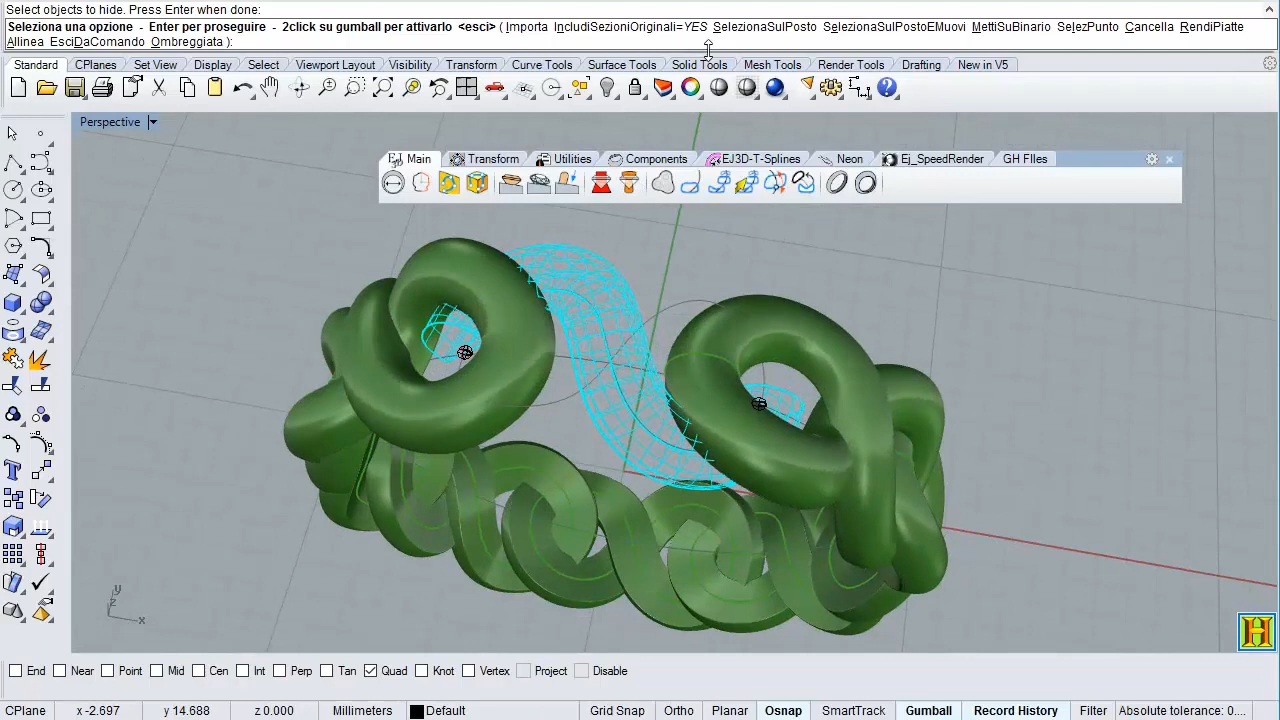 Select objects to hide. Press Enter when done:
Seleziona una opzione - Enter per proseguire - 2click su gumball per attivarlo <esci> ( Importa IncludiSezioniOriginali=YES SelezionaSulPosto SelezionaSulPostoEMuovi MettiSuBinario SelezPunto Cancella RendiPiatte
Allinea EsciDaComando Ombreggiata ):
Standard CPlanes Set View Display Select Viewport Layout Visibility Transform Curve Tools Surface Tools Solid Tools Mesh Tools Render Tools Drafting New in V5
Perspective
Main Transform Utilities Components EJ3D-T-Splines Neon Ej_SpeedRender GH FIles
y
z
x
H
End Near Point Mid Cen Int Perp Tan Quad Knot Vertex Project Disable
CPlane x -2.697 y 14.688 z 0.000 Millimeters Default Grid Snap Ortho Planar Osnap SmartTrack Gumball Record History Filter Absolute tolerance: 0....